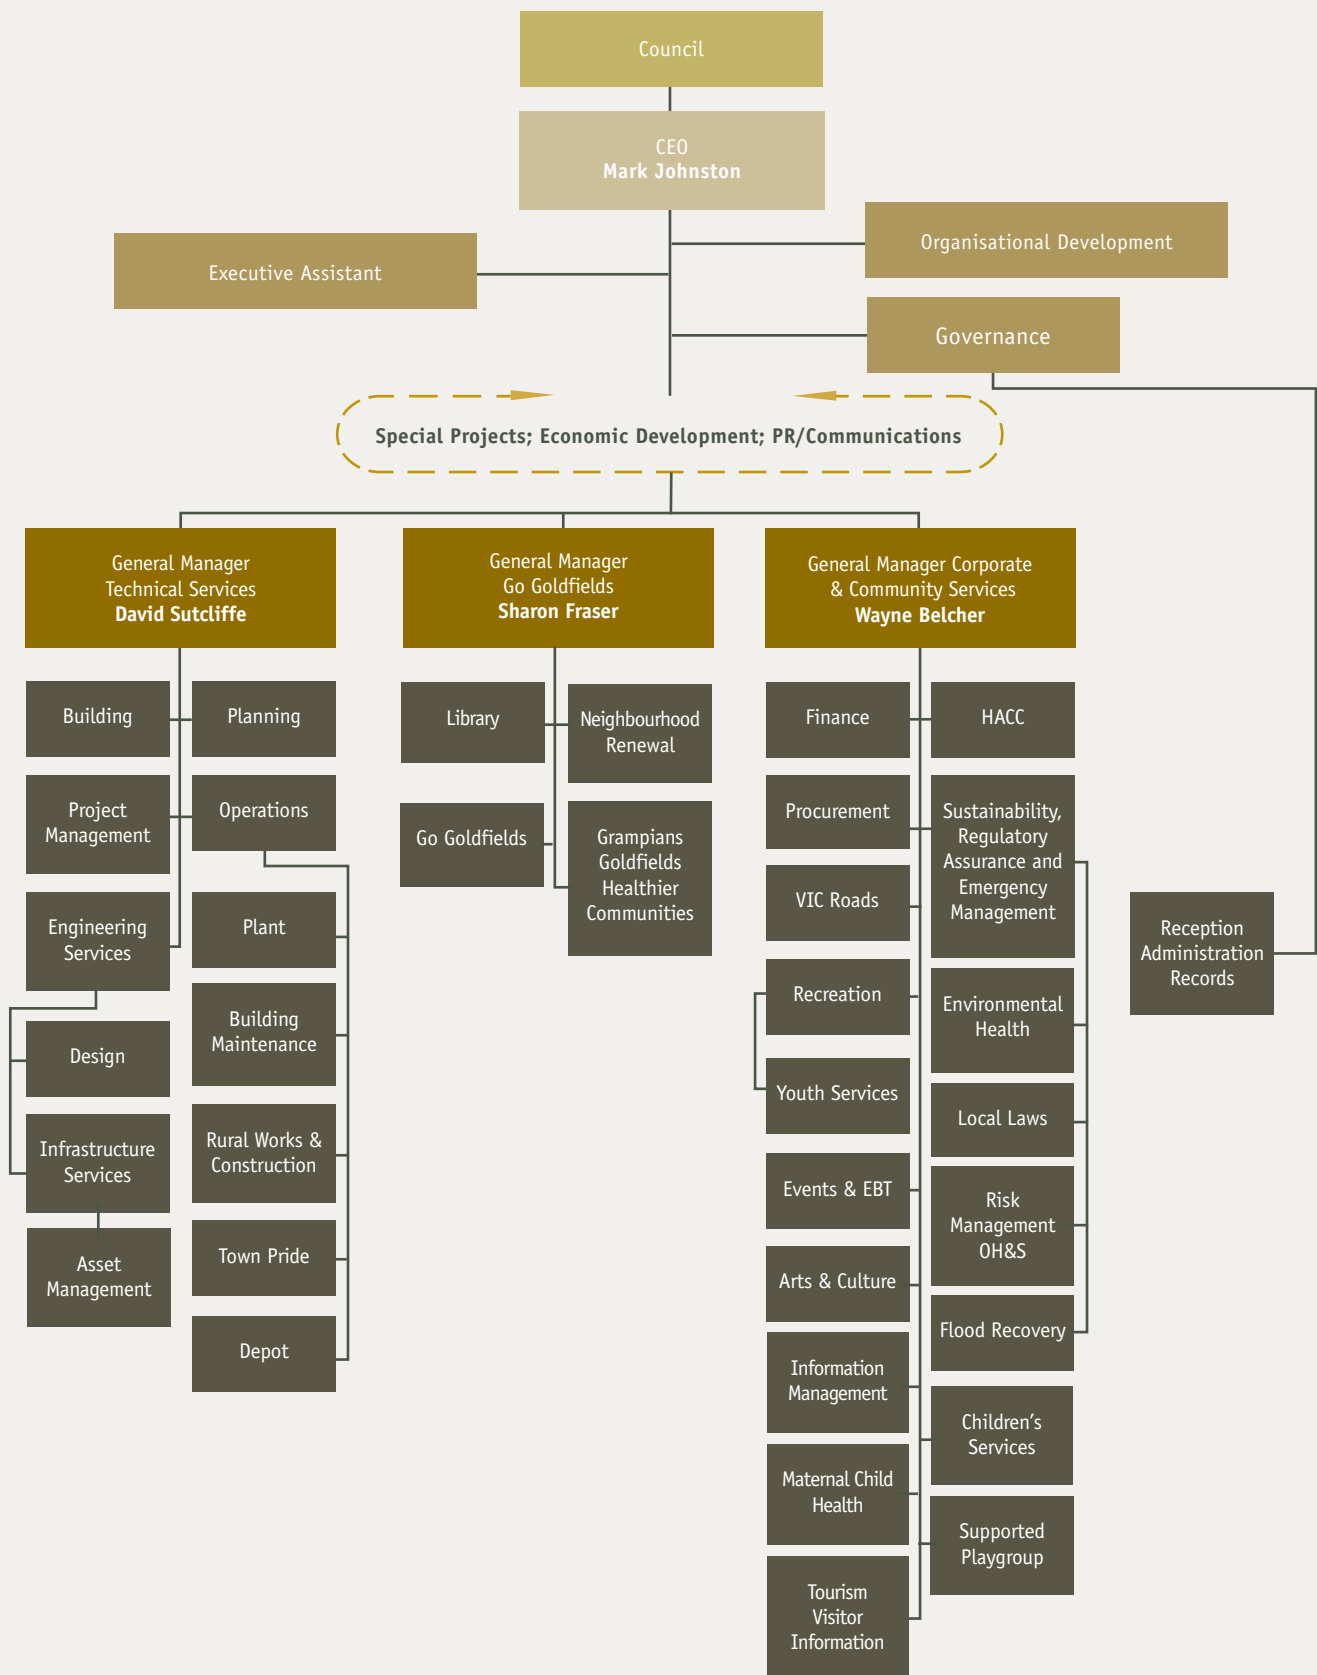 Council
CEO
Mark Johnston
Organisational Development
Executive Assistant
Governance
Special Projects; Economic Development; PR/Communications
General Manager
Technical Services
David Sutcliffe
General Manager
Go Goldfields
Sharon Fraser
General Manager Corporate
& Community Services
Wayne Belcher
Building
Planning
Project
Management
Operations
Engineering
Services
Plant
Building
Maintenance
Design
Rural Works &
Construction
Infrastructure
Services
Town Pride
Asset
Management
Depot
Library
Neighbourhood
Renewal
Go Goldfields
Grampians
Goldfields
Healthier
Communities
Finance
HACC
Procurement
Sustainability,
Regulatory
Assurance and
Emergency
Management
VIC Roads
Recreation
Environmental
Health
Youth Services
Local Laws
Events & EBT
Risk
Management
OH&S
Arts & Culture
Flood Recovery
Information
Management
Children's
Services
Maternal Child
Health
Supported
Playgroup
Tourism
Visitor
Information
Reception
Administration
Records